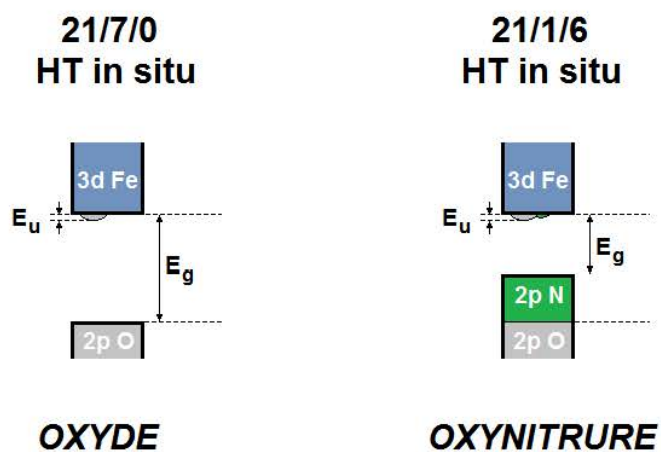 21/7/0
HT in situ
3d Fe
Eu
Eg
2p O
OXYDE
21/1/6
HT in situ
3d Fe
Eu
Eg
2p N
2p O
OXYNITRURE